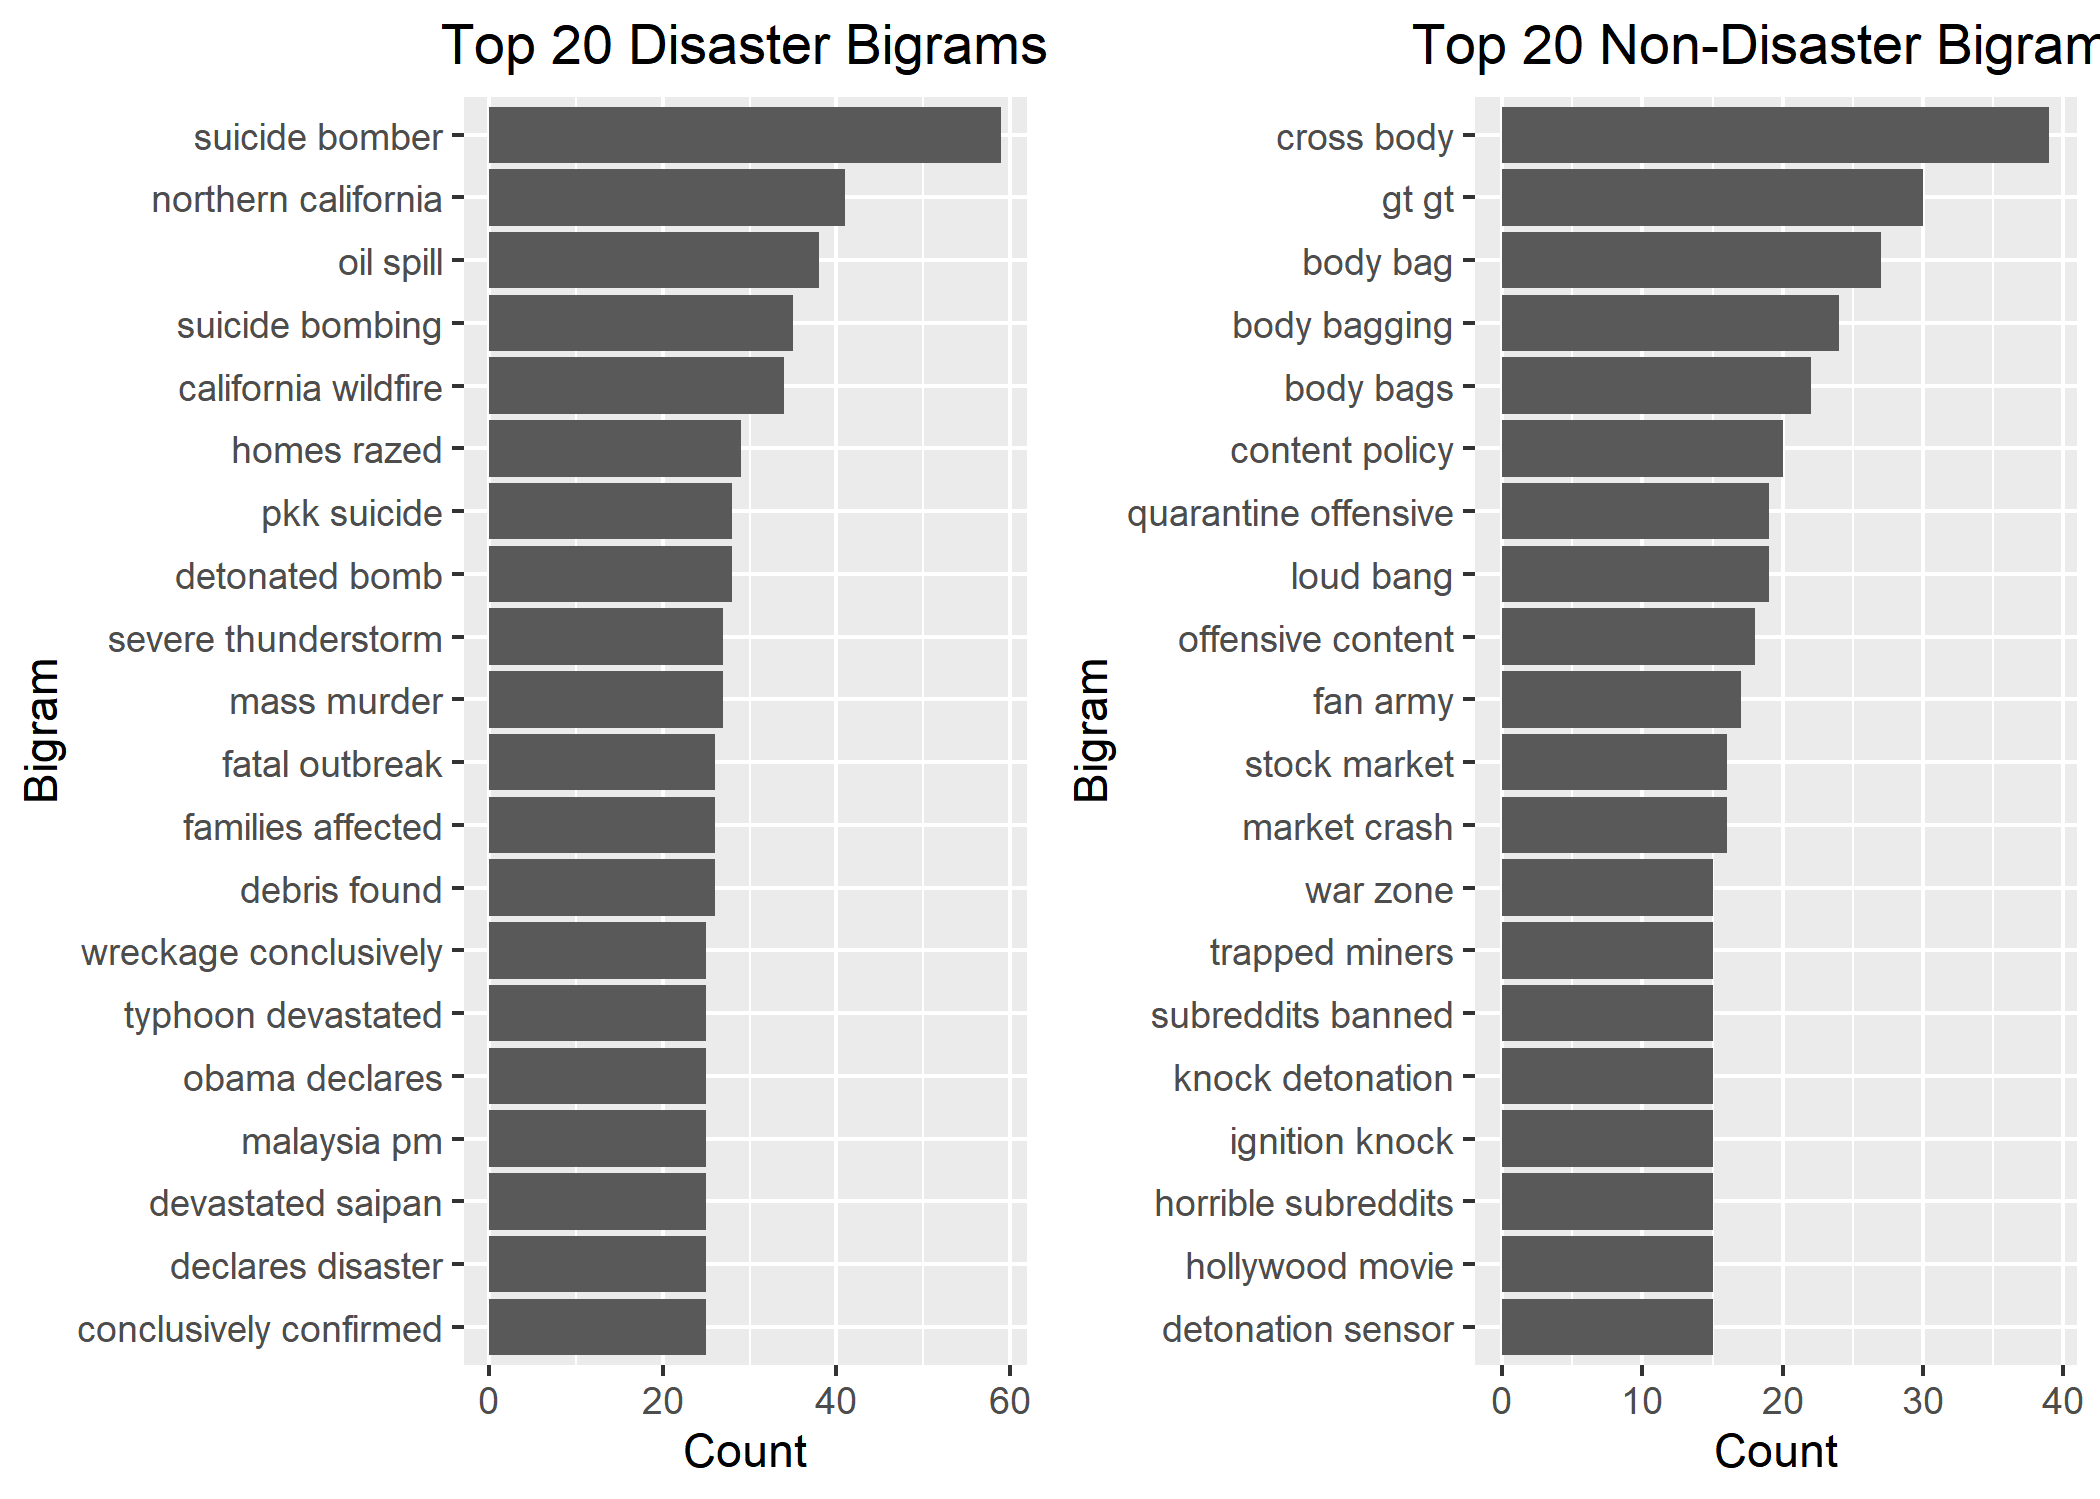 Top 20 Disaster Bigrams
Bigram
suicide bomber
northern california
oil spill
suicide bombing
california wildfire
homes razed
pkk suicide
detonated bomb
severe thunderstorm
mass murder
fatal outbreak
families affected
debris found
wreckage conclusively
typhoon devastated
obama declares
malaysia pm
devastated saipan
declares disaster
conclusively confirmed
0 20 40 60
Count
Top 20 Non-Disaster Bigram
Bigram
cross body
gt gt
body bag
body bagging
body bags
content policy
quarantine offensive
loud bang
offensive content
fan army
stock market
market crash
war zone
trapped miners
subreddits banned
knock detonation
ignition knock
horrible subreddits
hollywood movie
detonation sensor
0 10 20 30 40
Count